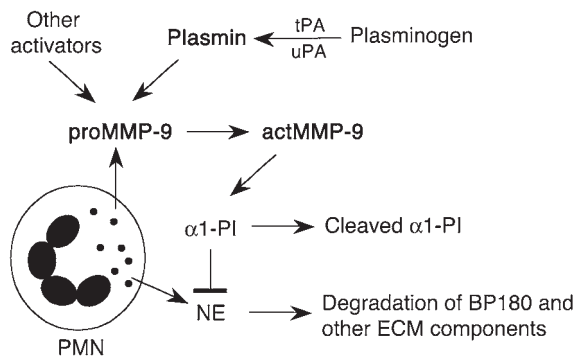 Other
activators
Plasmin
tPA
uPA
Plasminogen
proMMP-9
actMMP-9
α1-PI
Cleaved α1-PI
NE
Degradation of BP180 and
other ECM components
PMN